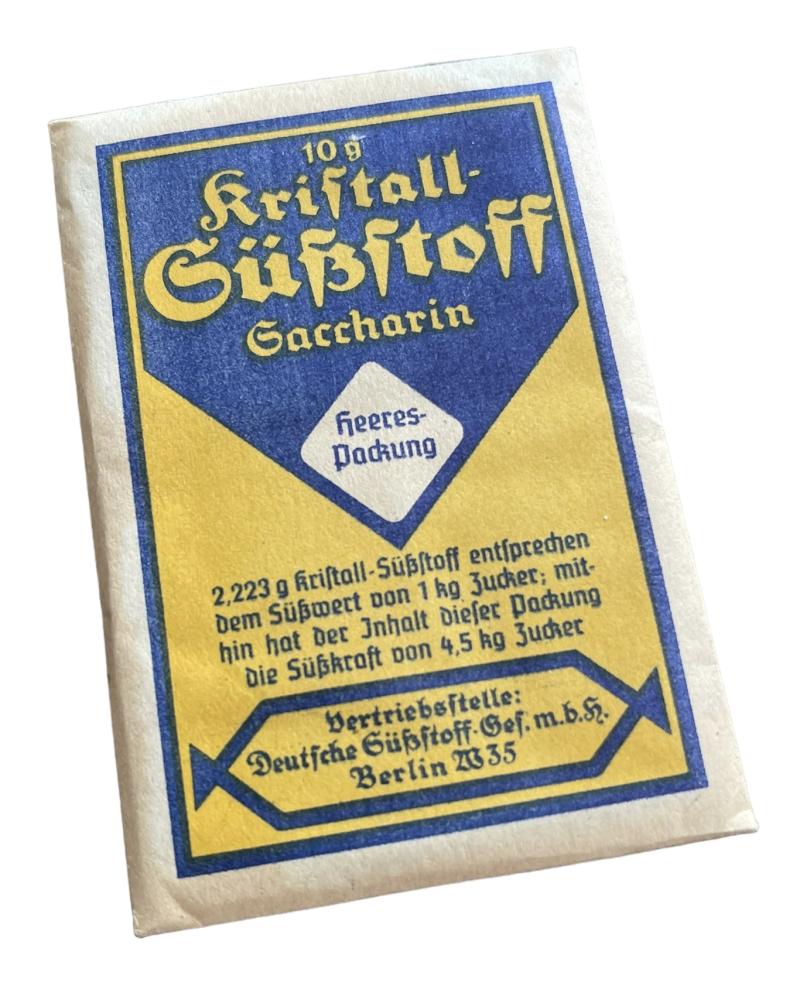 10 g
Kriſtall-
Süßſtoff
Saccharin
Heeres-
Packung
2,223 g Kriſtall-Süßſtoff entſprechen
dem Süßwert von 1 kg Zucker; mit-
hin hat der Inhalt dieſer Packung
die Süßkraft von 4,5 kg Zucker
Vertriebsſtelle:
Deutſche Süßſtoff-Geſ. m.b.H.
Berlin W 35